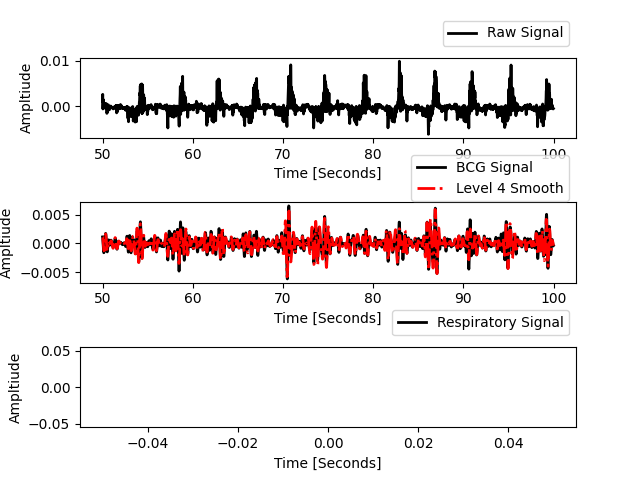 Raw Signal
0.01
0.00
Ampltiude
50 60 70 80 90 100
Time [Seconds]
BCG Signal
Level 4 Smooth
0.005
0.000
−0.005
Ampltiude
50 60 70 80 90 100
Time [Seconds]
Respiratory Signal
0.05
0.00
−0.05
Ampltiude
−0.04 −0.02 0.00 0.02 0.04
Time [Seconds]